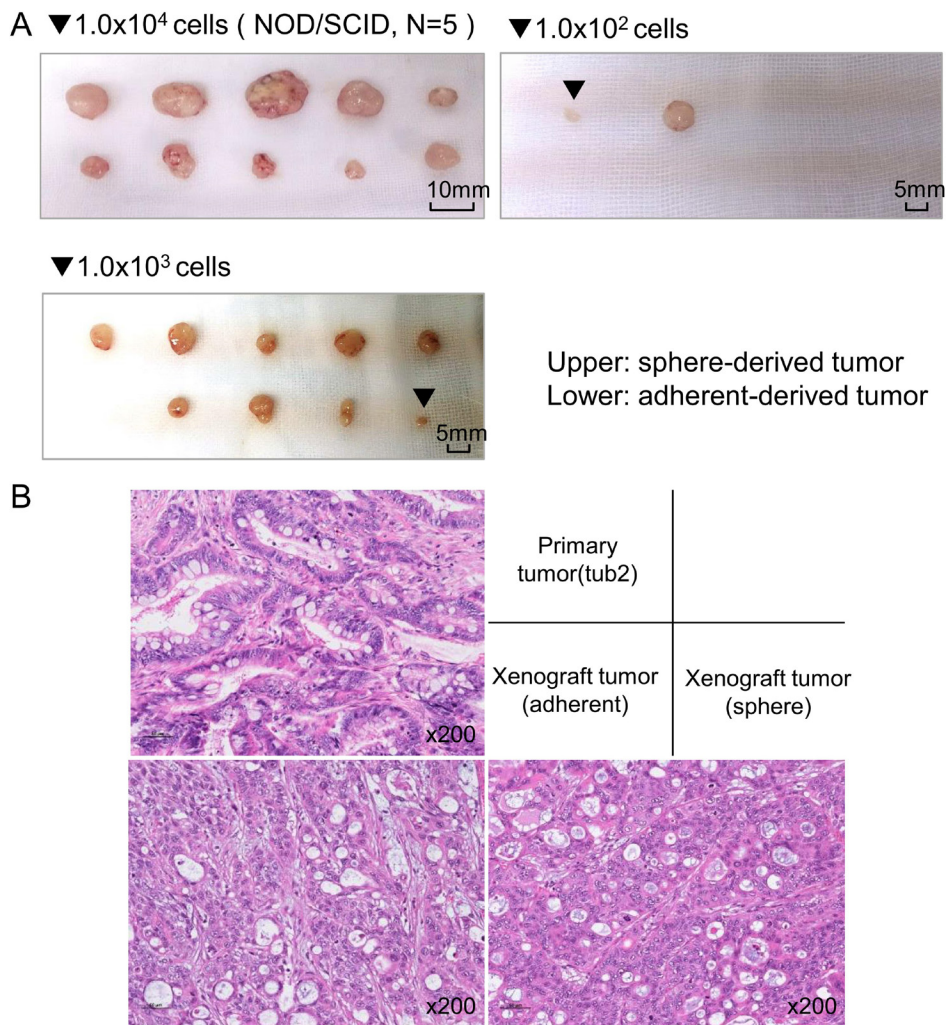 A
▼1.0x10⁴ cells ( NOD/SCID, N=5 )
10mm
▼1.0x10² cells
5mm
▼1.0x10³ cells
5mm
Upper: sphere-derived tumor
Lower: adherent-derived tumor
B
x200
Primary
tumor(tub2)
Xenograft tumor
(adherent)
Xenograft tumor
(sphere)
x200
x200